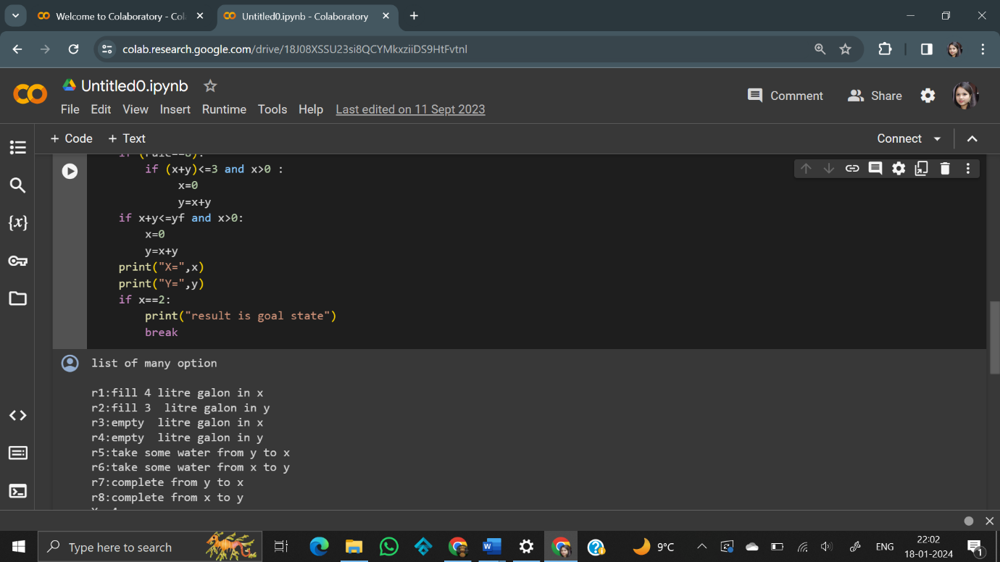 Welcome to Colaboratory - Col
Untitled0.ipynb - Colaboratory
colab.research.google.com/drive/18J08XSSU23si8QCYMkxziiDS9HtFvtnl
Untitled0.ipynb
Comment
Share
File Edit View Insert Runtime Tools Help Last edited on 11 Sept 2023
+ Code + Text
Connect
if (rule==8):
if (x+y)<=3 and x>0 :
x=0
y=x+y
if x+y<=yf and x>0:
x=0
y=x+y
print("X=",x)
print("Y=",y)
if x==2:
print("result is goal state")
break
{x}
list of many option
r1:fill 4 litre galon in x
r2:fill 3  litre galon in y
r3:empty  litre galon in x
r4:empty  litre galon in y
r5:take some water from y to x
r6:take some water from x to y
r7:complete from y to x
r8:complete from x to y
Type here to search
9°C
ENG
22:02
18-01-2024
1